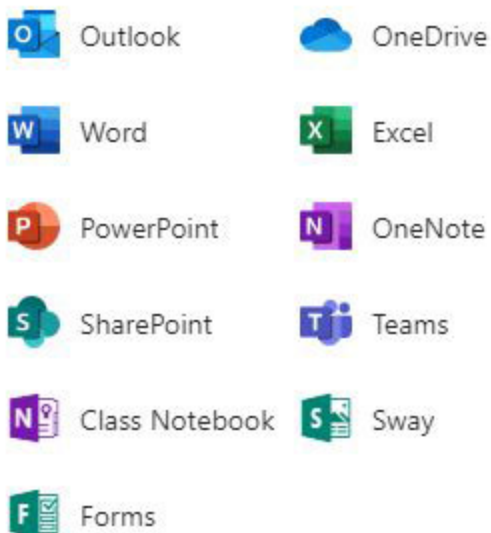 O Outlook OneDrive
W Word X Excel
P PowerPoint N OneNote
S SharePoint T Teams
N Class Notebook S Sway
F Forms